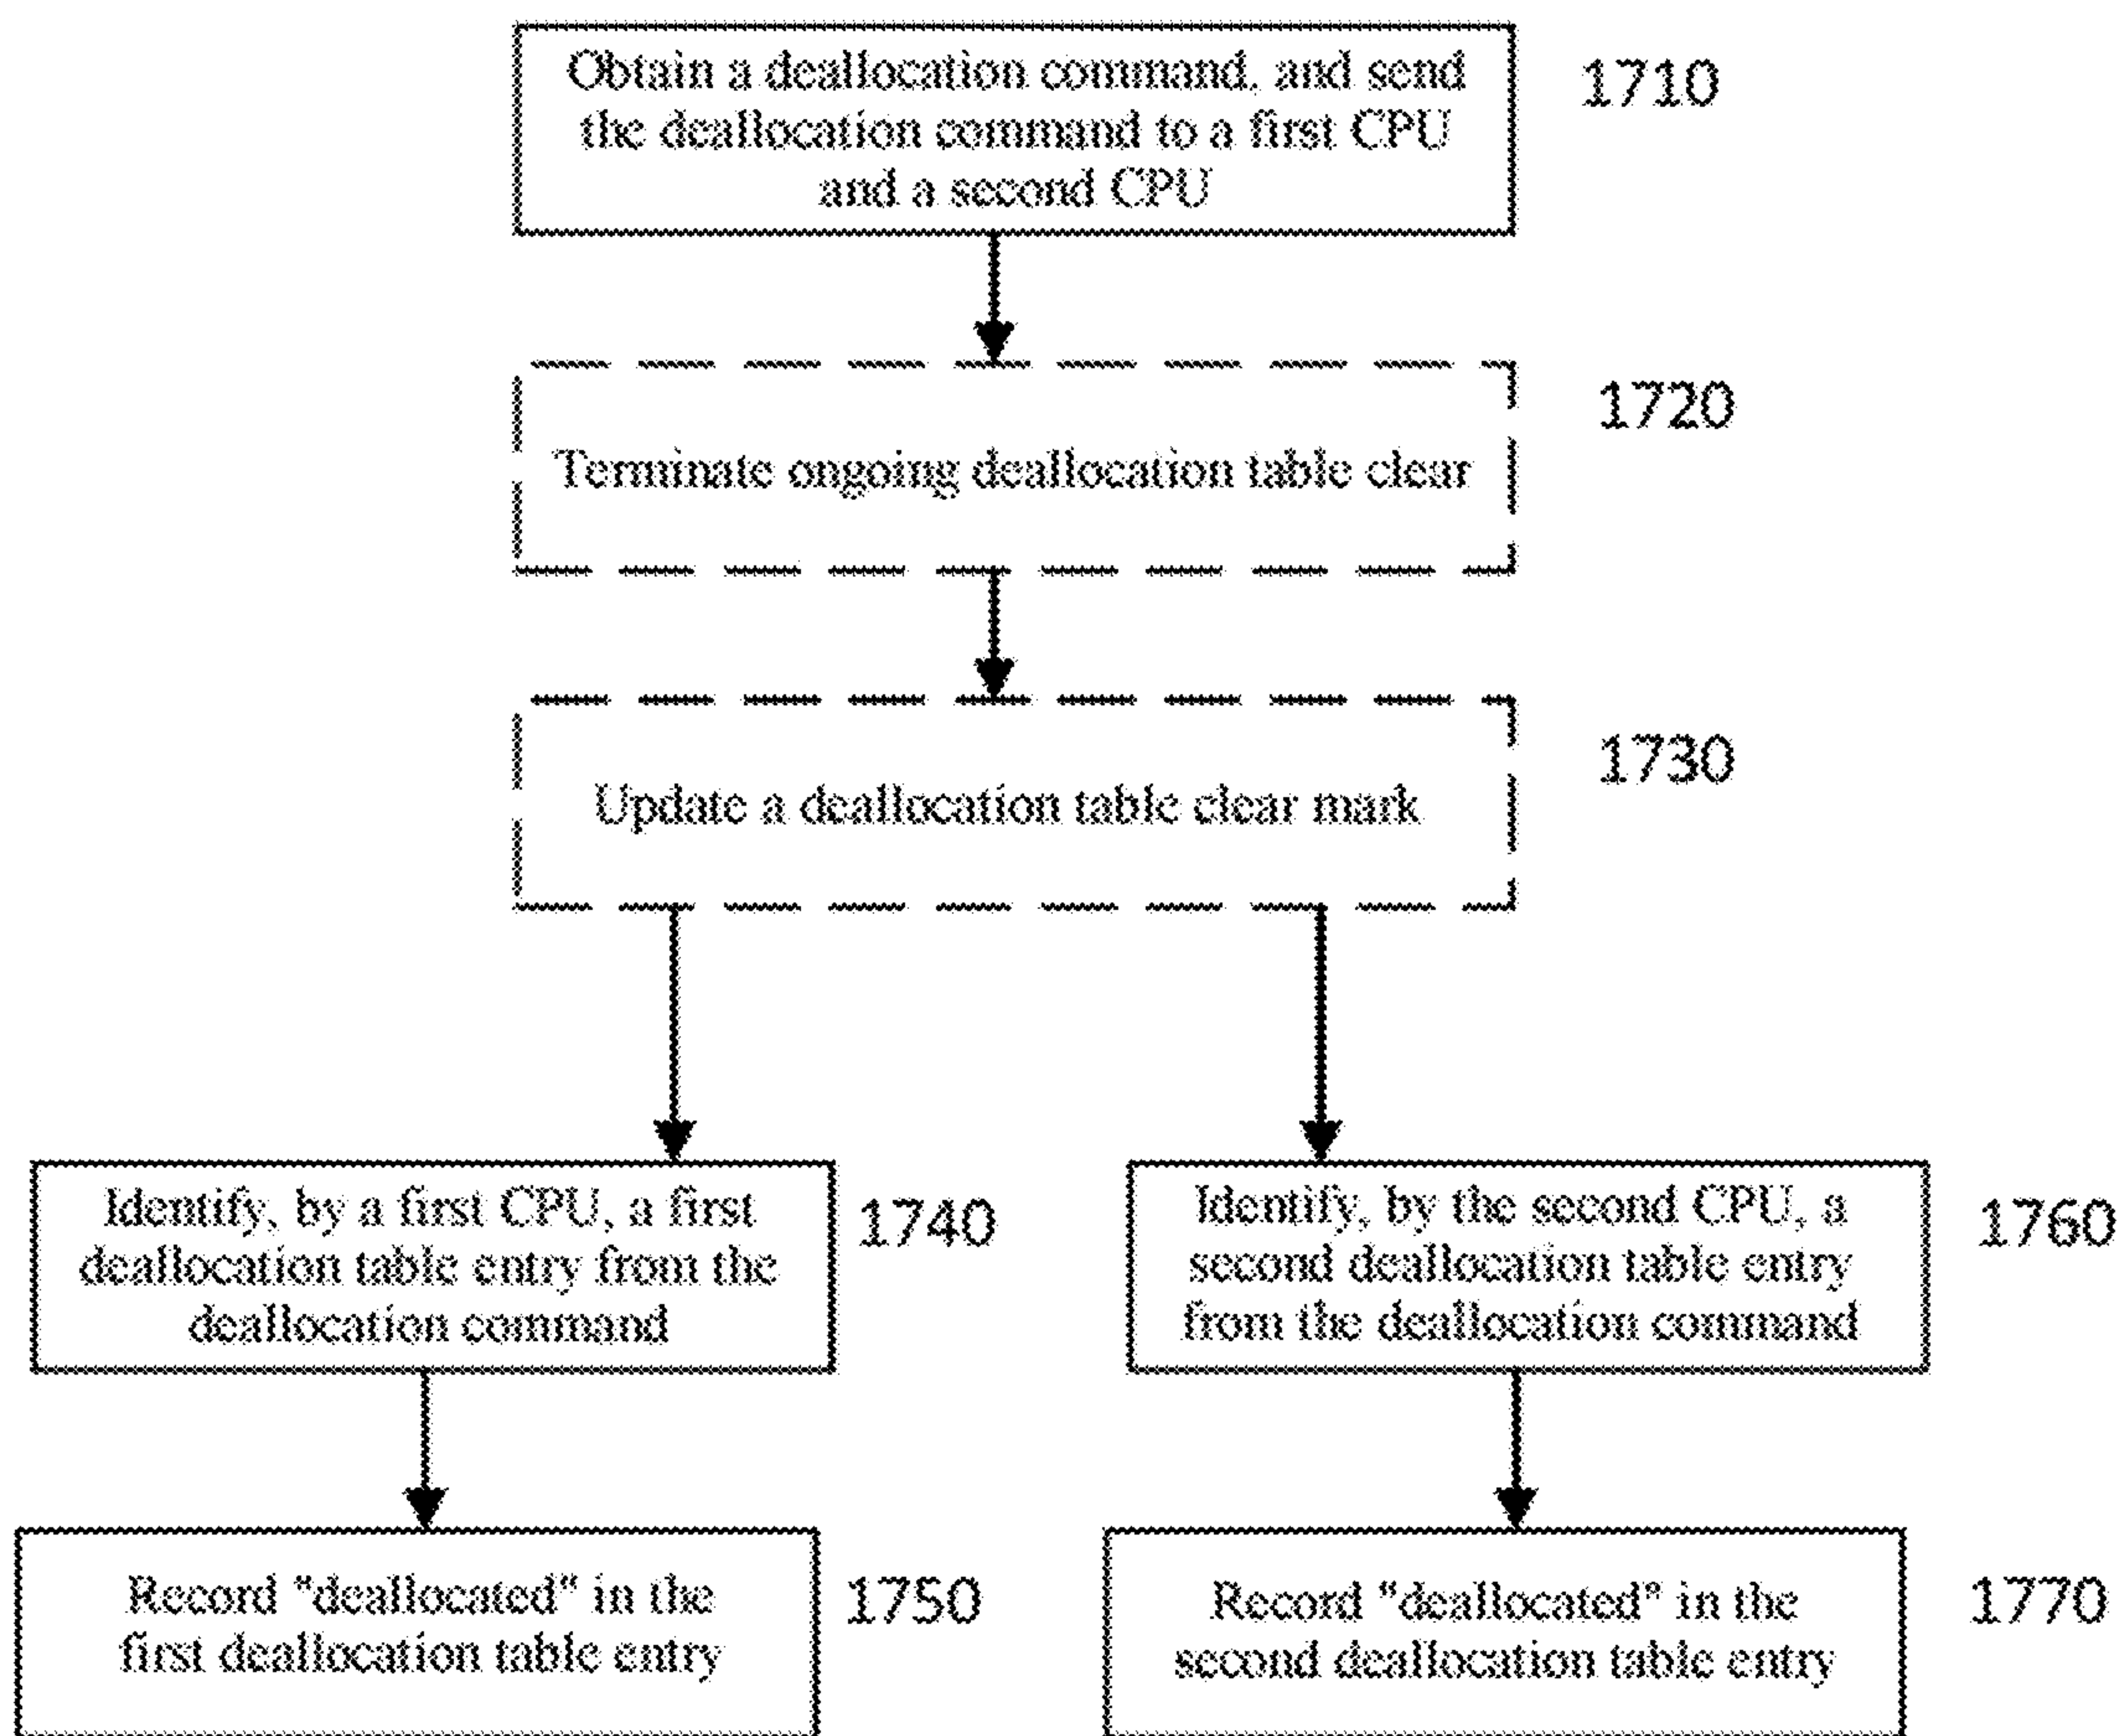 Obtain a deallocation command, and send
the deallocation command to a first CPU
and a second CPU
1710
Terminate ongoing deallocation table clear
1720
Update a deallocation table clear mark
1730
Identify, by a first CPU, a first
deallocation table entry from the
deallocation command
1740
Identify, by the second CPU, a
second deallocation table entry
from the deallocation command
1760
Record "deallocated" in the
first deallocation table entry
1750
Record "deallocated" in the
second deallocation table entry
1770